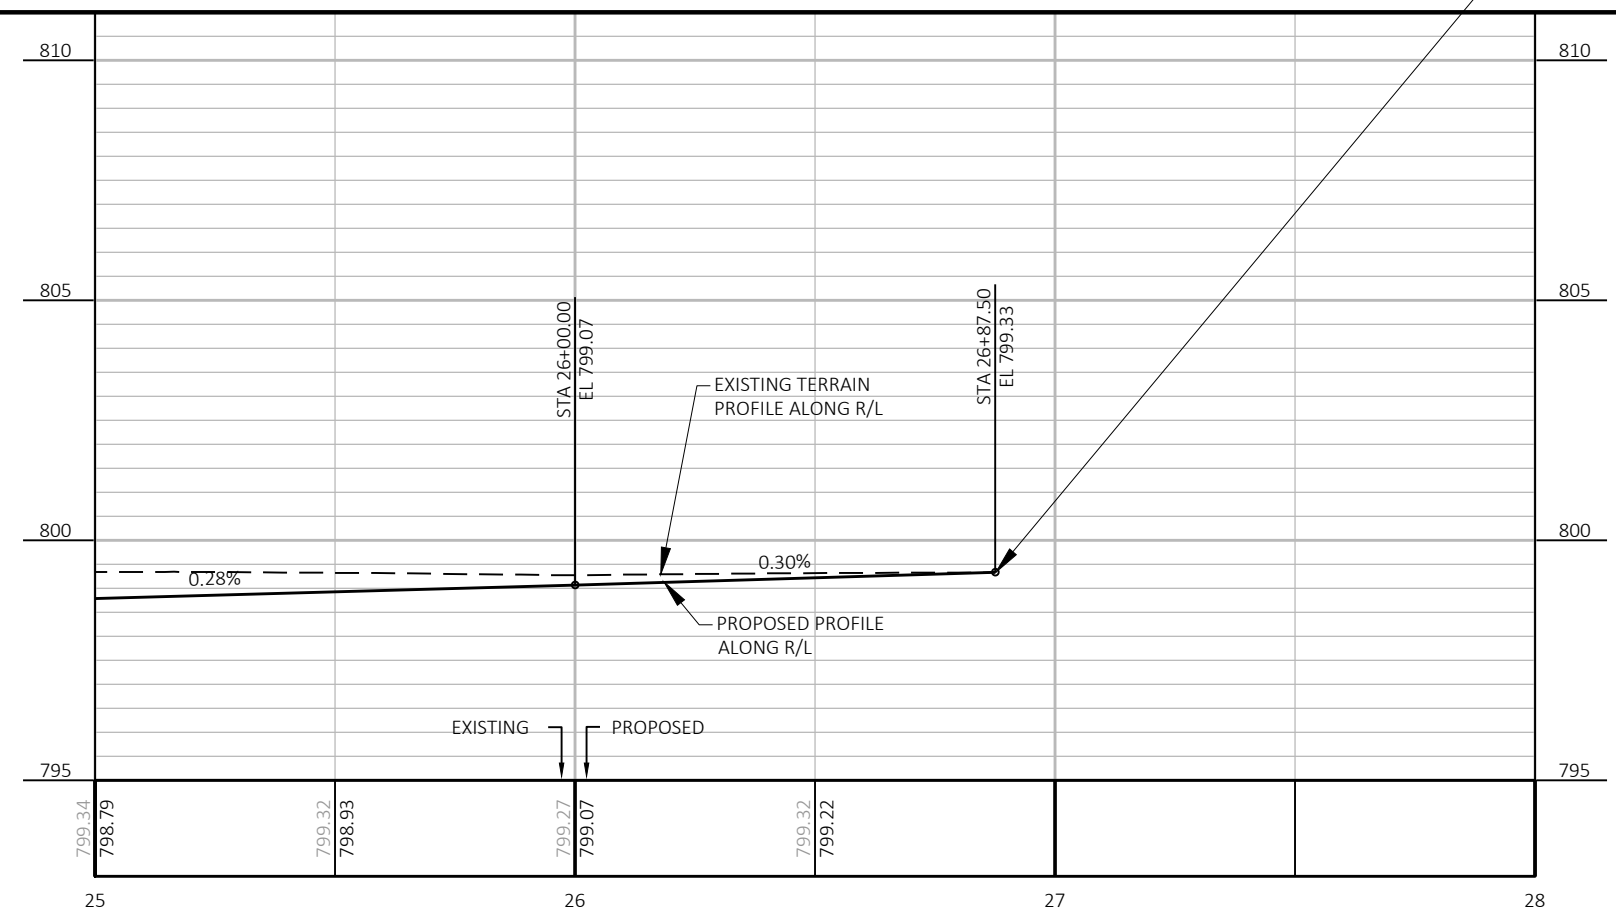 810
810
805
805
STA 26+00.00
EL 799.07
STA 26+87.50
EL 799.33
EXISTING TERRAIN
PROFILE ALONG R/L
800
800
0.28%
0.30%
PROPOSED PROFILE
ALONG R/L
EXISTING
PROPOSED
795
795
799.34
798.79
799.32
798.93
799.27
799.07
799.32
799.22
25
26
27
28